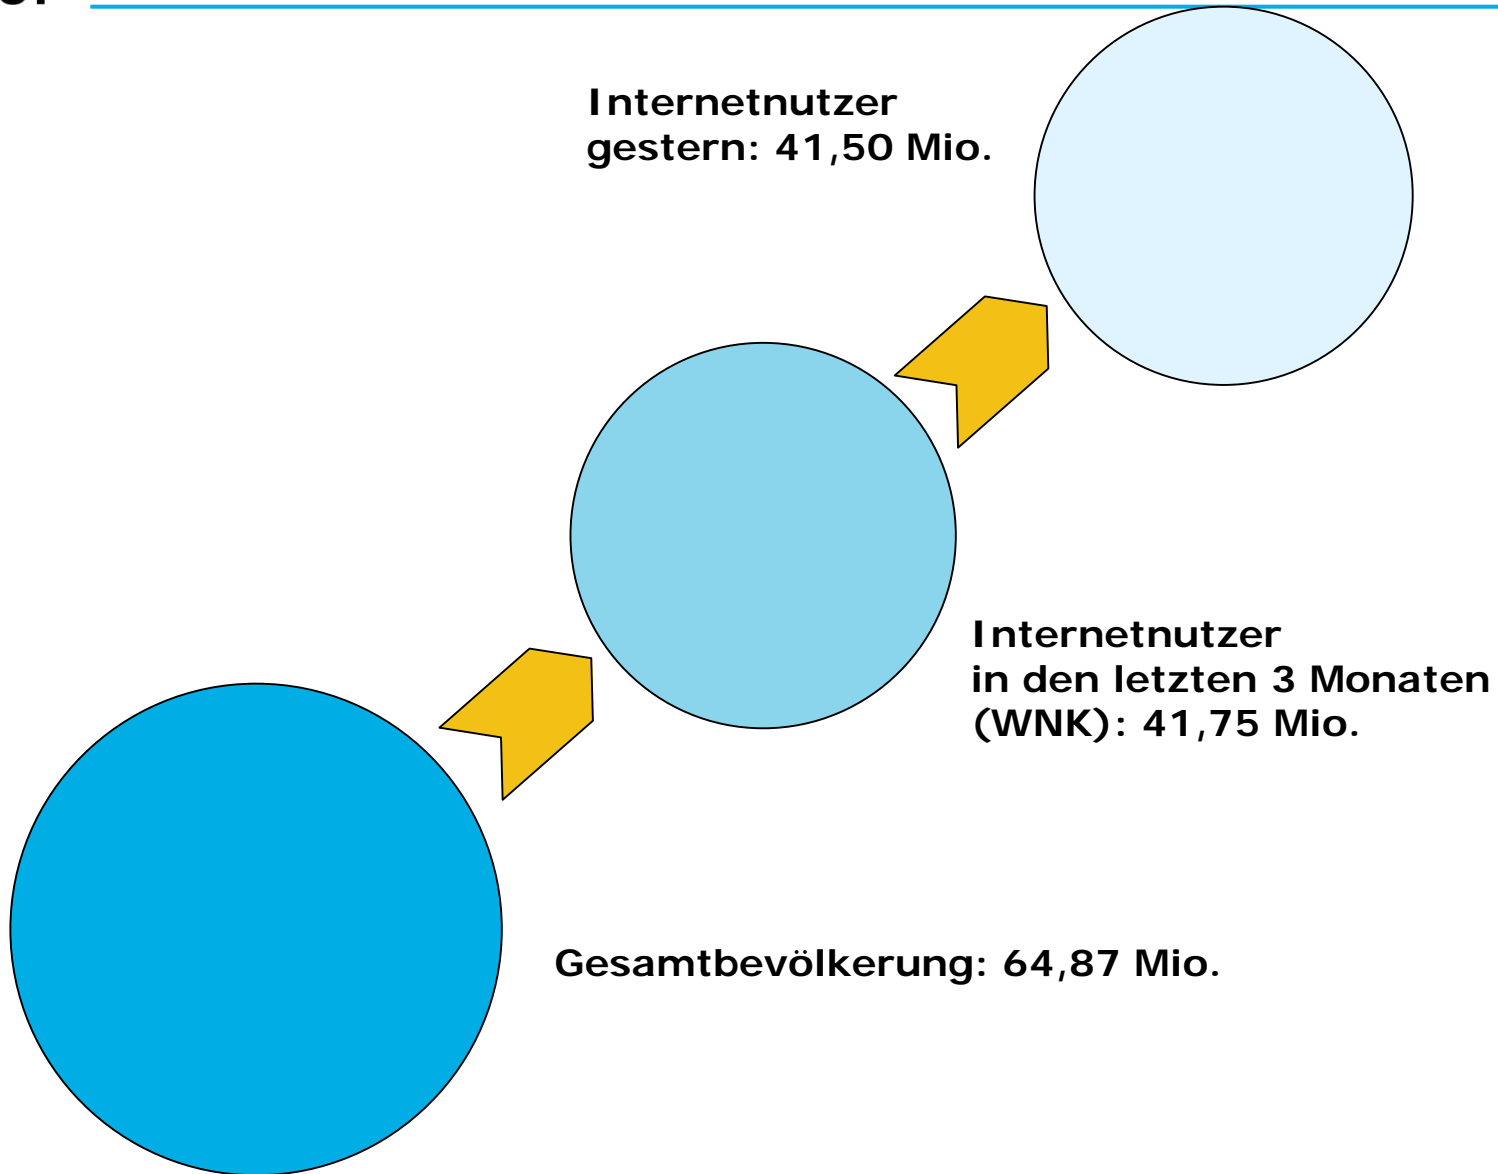 Internetnutzer
gestern: 41,50 Mio.
Internetnutzer
in den letzten 3 Monaten
(WNK): 41,75 Mio.
Gesamtbevölkerung: 64,87 Mio.